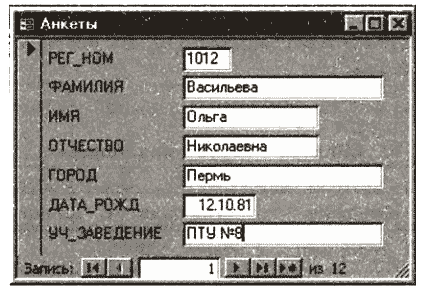 Анкеты
РЕГ_НОМ 1012
ФАМИЛИЯ Васильева
ИМЯ Ольга
ОТЧЕСТВО Николаевна
ГОРОД Пермь
ДАТА_РОЖД 12.10.81
УЧ_ЗАВЕДЕНИЕ ПТУ №8
Запись: 1 из 12